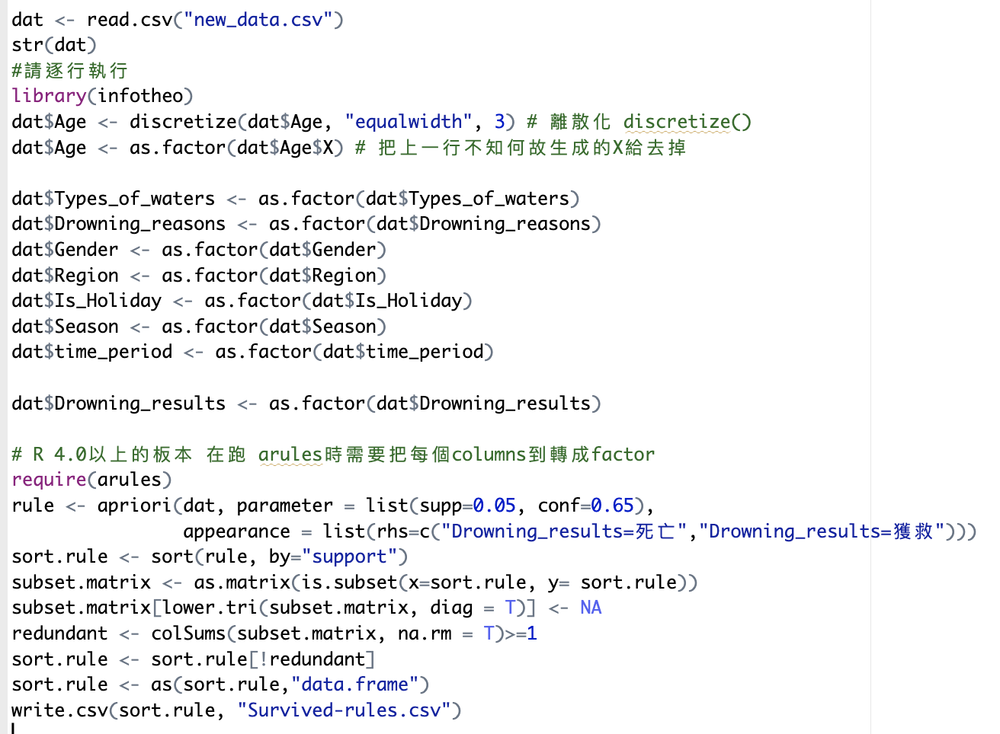 dat <- read.csv("new_data.csv")
str(dat)
#請逐行執行
library(infotheo)
dat$Age <- discretize(dat$Age, "equalwidth", 3) # 離散化 discretize()
dat$Age <- as.factor(dat$Age$X) # 把上一行不知何故生成的X給去掉
dat$Types_of_waters <- as.factor(dat$Types_of_waters)
dat$Drowning_reasons <- as.factor(dat$Drowning_reasons)
dat$Gender <- as.factor(dat$Gender)
dat$Region <- as.factor(dat$Region)
dat$Is_Holiday <- as.factor(dat$Is_Holiday)
dat$Season <- as.factor(dat$Season)
dat$time_period <- as.factor(dat$time_period)
dat$Drowning_results <- as.factor(dat$Drowning_results)
# R 4.0以上的板本 在跑 arules時需要把每個columns到轉成factor
require(arules)
rule <- apriori(dat, parameter = list(supp=0.05, conf=0.65),
appearance = list(rhs=c("Drowning_results=死亡","Drowning_results=獲救")))
sort.rule <- sort(rule, by="support")
subset.matrix <- as.matrix(is.subset(x=sort.rule, y= sort.rule))
subset.matrix[lower.tri(subset.matrix, diag = T)] <- NA
redundant <- colSums(subset.matrix, na.rm = T)>=1
sort.rule <- sort.rule[!redundant]
sort.rule <- as(sort.rule,"data.frame")
write.csv(sort.rule, "Survived-rules.csv")